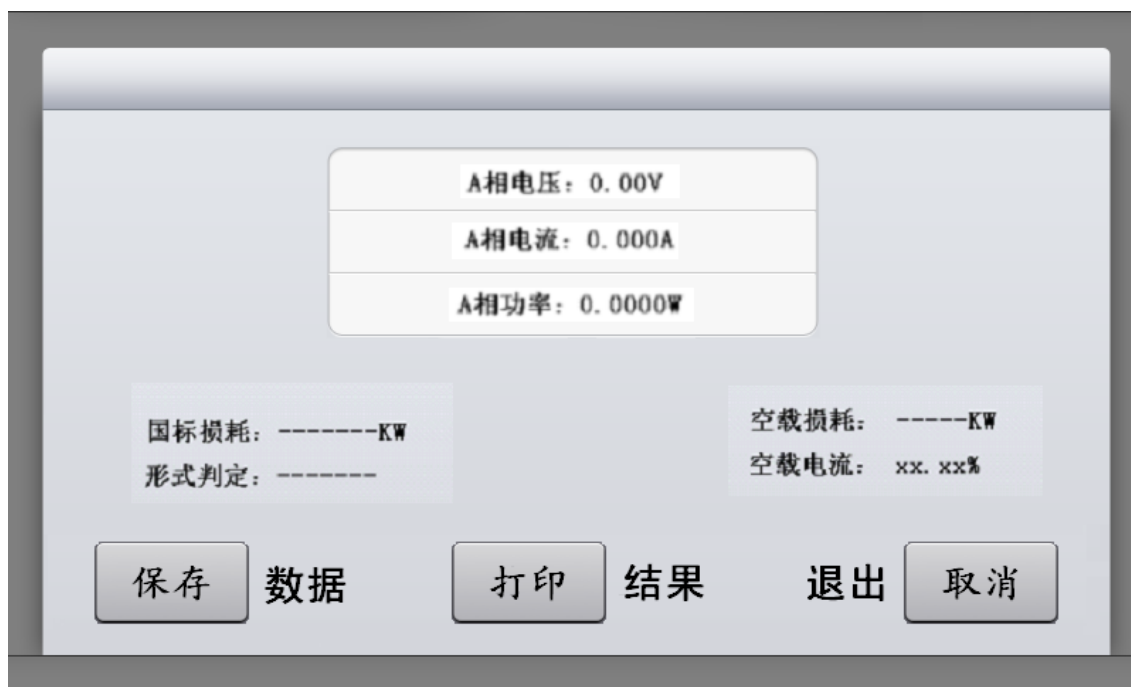 A相电压：0.00V
A相电流：0.000A
A相功率：0.0000W
国标损耗：-------KW
形式判定：-------
空载损耗： -----KW
空载电流： xx.xx%
保存 数据 打印 结果 退出 取消